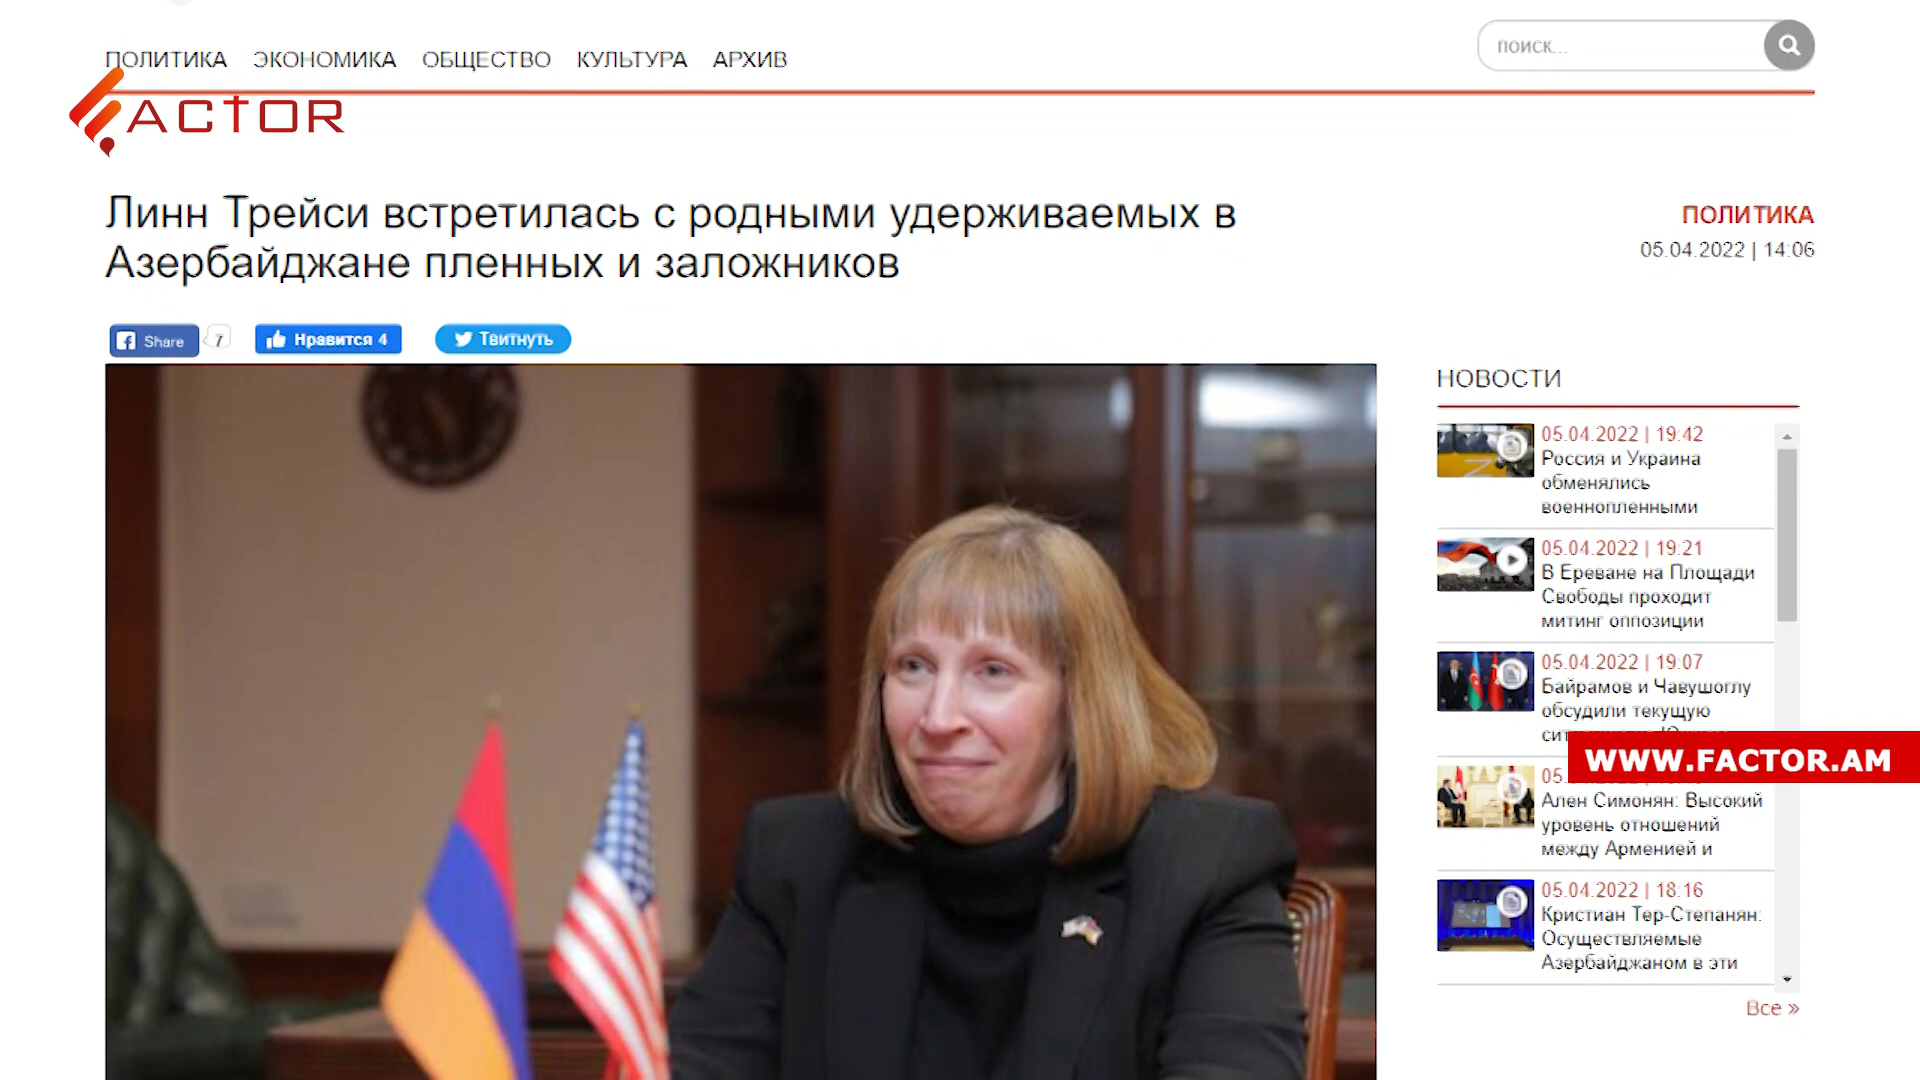 ПОЛИТИКА ЭКОНОМИКА ОБЩЕСТВО КУЛЬТУРА АРХИВ
поиск...
FACTOR
Линн Трейси встретилась с родными удерживаемых в
Азербайджане пленных и заложников
ПОЛИТИКА
05.04.2022 | 14:06
Share 7
Нравится 4
Твитнуть
НОВОСТИ
05.04.2022 | 19:42
Россия и Украина
обменялись
военнопленными
05.04.2022 | 19:21
В Ереване на Площади
Свободы проходит
митинг оппозиции
05.04.2022 | 19:07
Байрамов и Чавушоглу
обсудили текущую
WWW.FACTOR.AM
05.
Ален Симонян: Высокий
уровень отношений
между Арменией и
05.04.2022 | 18:16
Кристиан Тер-Степанян:
Осуществляемые
Азербайджаном в эти
Все »